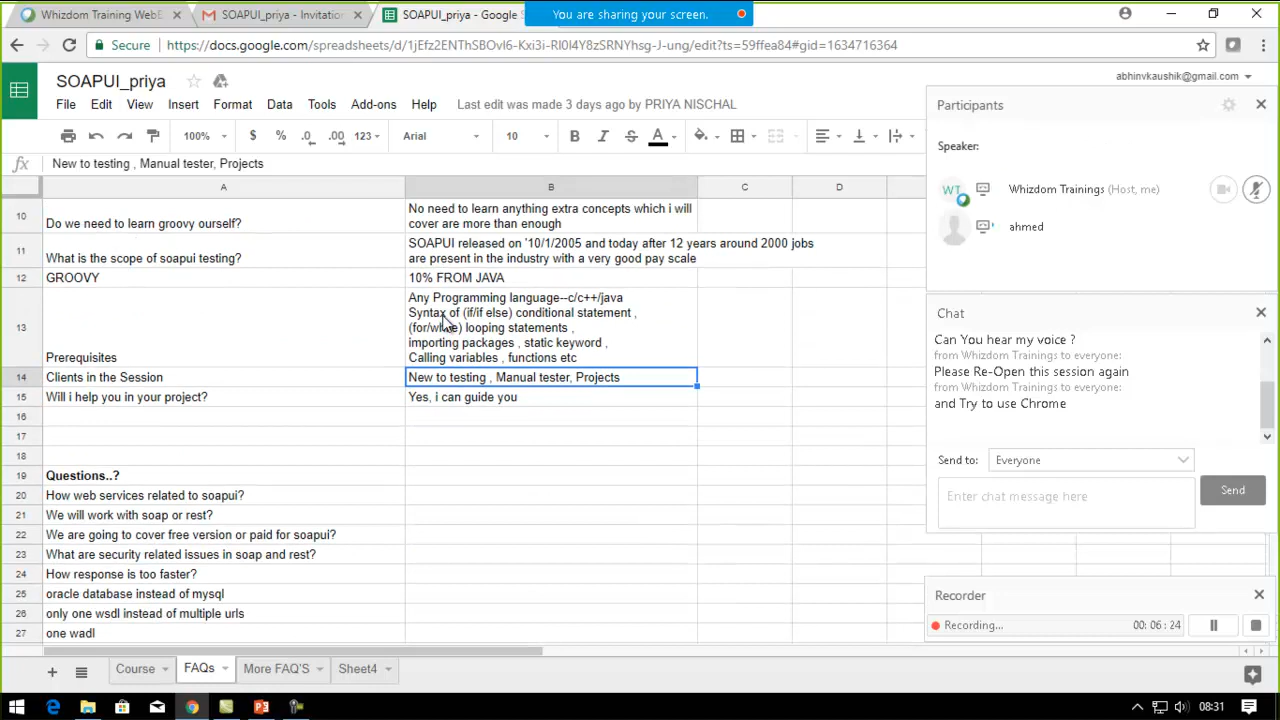 Whizdom Training WebE
SOAPUI_priya - Invitation
SOAPUI_priya - Google S
You are sharing your screen.
Secure
https://docs.google.com/spreadsheets/d/1jEfz2ENThSBOvI6-Kxi3i-RI0I4Y8zSRNYhsg-J-ung/edit?ts=59ffea84#gid=1634716364
SOAPUI_priya
abhinvkaushik@gmail.com
File Edit View Insert Format Data Tools Add-ons Help Last edit was made 3 days ago by PRIYA NISCHAL
100% $ % .0 .00 123 Arial 10 B I S A
fx New to testing , Manual tester, Projects
A B C D
10 Do we need to learn groovy ourself?
No need to learn anything extra concepts which i will
cover are more than enough
11 What is the scope of soapui testing?
SOAPUI released on '10/1/2005 and today after 12 years around 2000 jobs
are present in the industry with a very good pay scale
12 GROOVY 10% FROM JAVA
13 Prerequisites
Any Programming language--c/c++/java
Syntax of (if/if else) conditional statement ,
(for/while) looping statements ,
importing packages , static keyword ,
Calling variables , functions etc
14 Clients in the Session New to testing , Manual tester, Projects
15 Will i help you in your project? Yes, i can guide you
16
17
18
19 Questions..?
20 How web services related to soapui?
21 We will work with soap or rest?
22 We are going to cover free version or paid for soapui?
23 What are security related issues in soap and rest?
24 How response is too faster?
25 oracle database instead of mysql
26 only one wsdl instead of multiple urls
27 one wadl
Course FAQs More FAQ'S Sheet4
Participants
Speaker:
WT Whizdom Trainings (Host, me)
ahmed
Chat
Can You hear my voice ?
from Whizdom Trainings to everyone:
Please Re-Open this session again
from Whizdom Trainings to everyone:
and Try to use Chrome
Send to: Everyone
Enter chat message here
Send
Recorder
Recording... 00:06:24
08:31